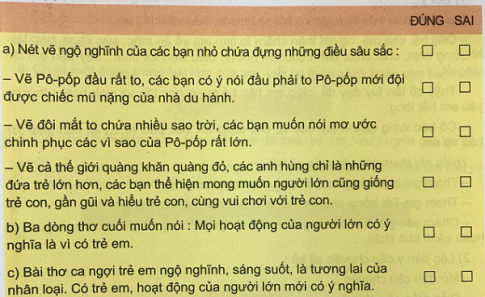 ĐÚNG SAI
a) Nét vẽ ngộ nghĩnh của các bạn nhỏ chứa đựng những điều sâu sắc :
– Vẽ Pô-pốp đầu rất to, các bạn có ý nói đầu phải to Pô-pốp mới đội
được chiếc mũ nặng của nhà du hành.
– Vẽ đôi mắt to chứa nhiều sao trời, các bạn muốn nói mơ ước
chinh phục các vì sao của Pô-pốp rất lớn.
– Vẽ cả thế giới quàng khăn quàng đỏ, các anh hùng chỉ là những
đứa trẻ lớn hơn, các bạn thể hiện mong muốn người lớn cũng giống
trẻ con, gần gũi và hiểu trẻ con, cùng vui chơi với trẻ con.
b) Ba dòng thơ cuối muốn nói : Mọi hoạt động của người lớn có ý
nghĩa là vì có trẻ em.
c) Bài thơ ca ngợi trẻ em ngộ nghĩnh, sáng suốt, là tương lai của
nhân loại. Có trẻ em, hoạt động của người lớn mới có ý nghĩa.